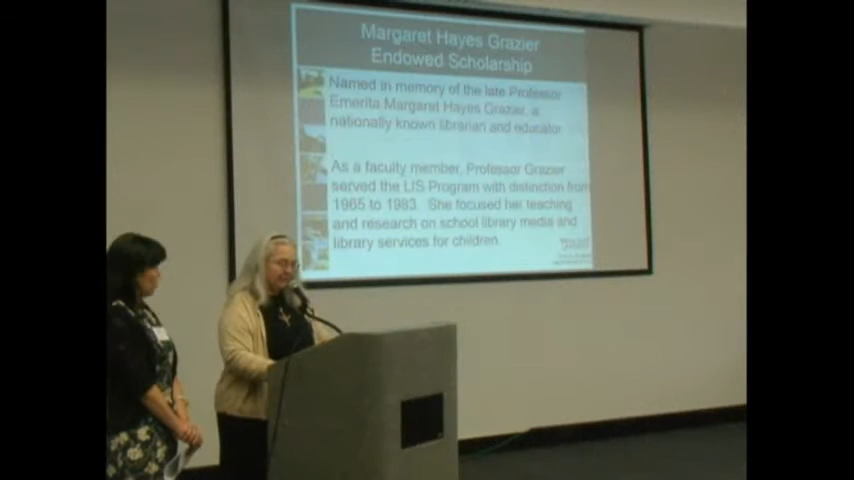 Margaret Hayes Grazier
Endowed Scholarship
Named in memory of the late Professor
Emerita Margaret Hayes Grazier, a
nationally known librarian and educator.
As a faculty member, Professor Grazier
served the LIS Program with distinction from
1965 to 1983. She focused her teaching
and research on school library media and
library services for children.